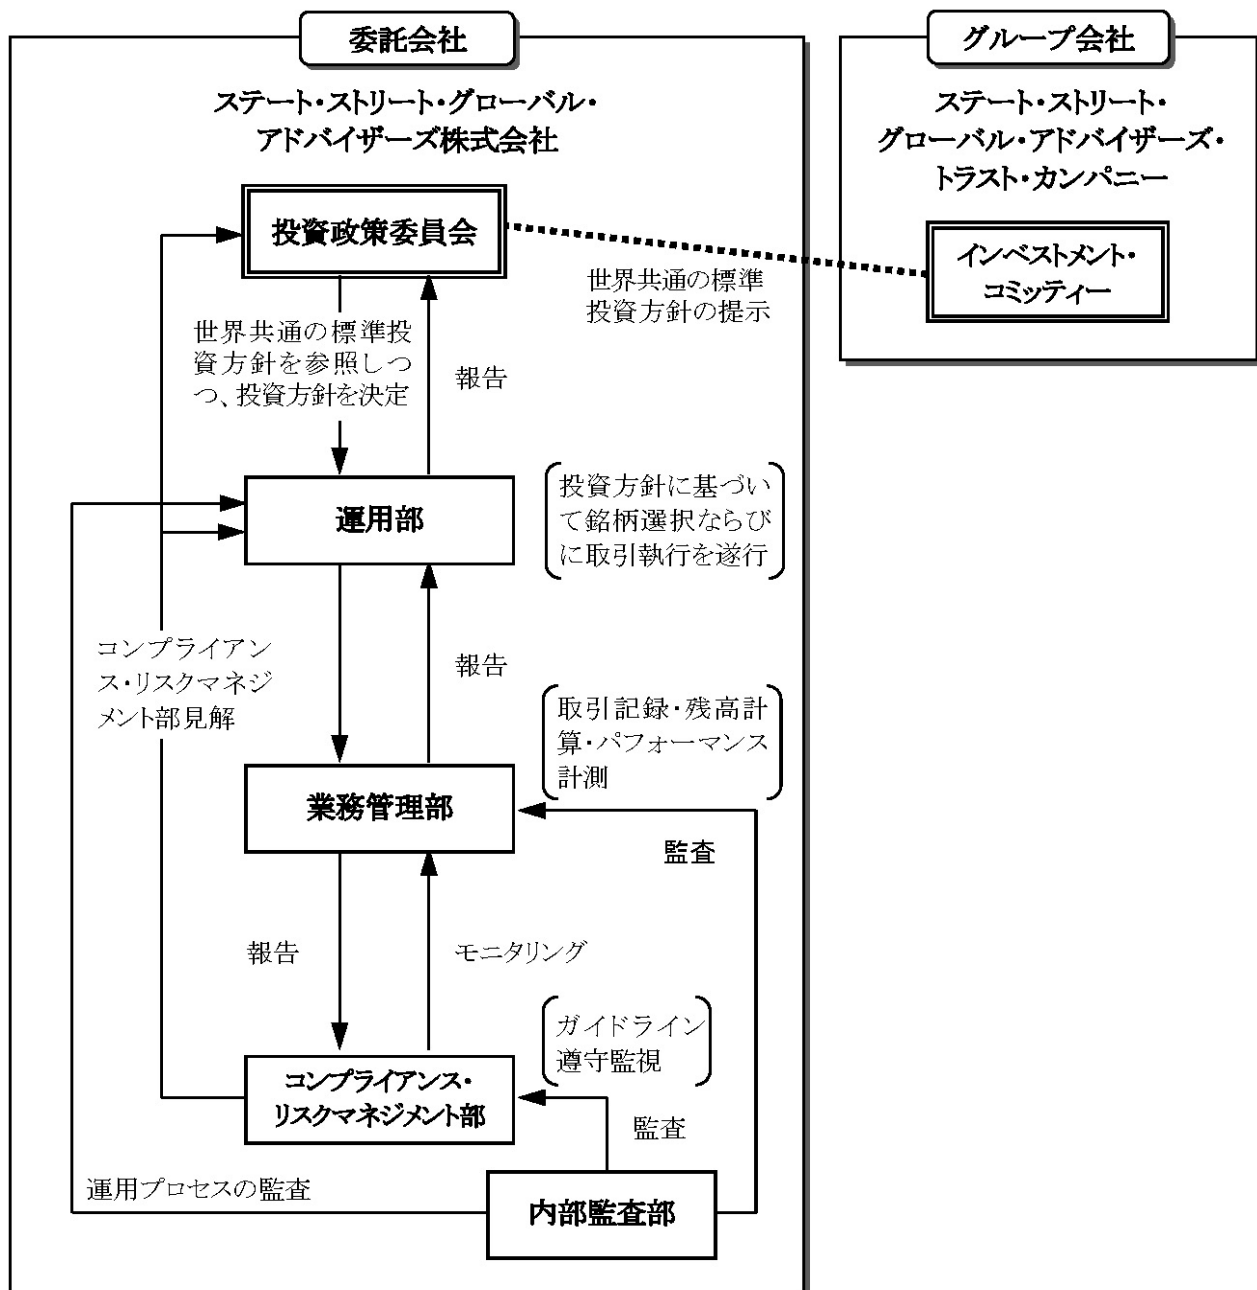 委託会社
ステート・ストリート・グローバル・
アドバイザーズ株式会社
投資政策委員会
世界共通の標準投
資方針を参照しつ
つ、投資方針を決定
報告
世界共通の標準
投資方針の提示
グループ会社
ステート・ストリート・
グローバル・アドバイザーズ・
トラスト・カンパニー
インベストメント・
コミッティー
運用部
投資方針に基づい
て銘柄選択ならび
に取引執行を遂行
コンプライアン
ス・リスクマネジ
メント部見解
報告
取引記録・残高計
算・パフォーマンス
計測
業務管理部
監査
報告
モニタリング
ガイドライン
遵守監視
コンプライアンス・
リスクマネジメント部
監査
運用プロセスの監査
内部監査部